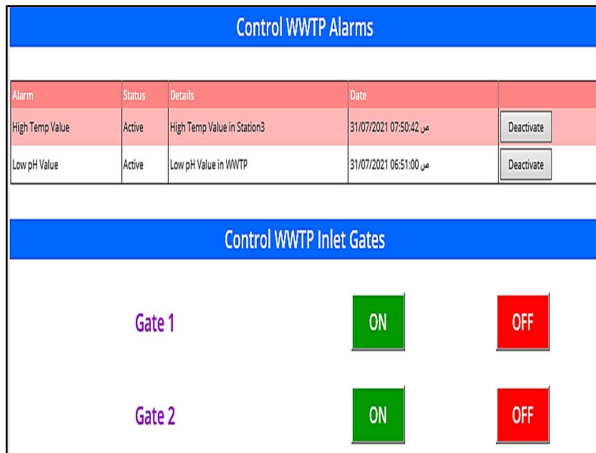 Control WWTP Alarms
Alarm Status Details Date
High Temp Value Active High Temp Value in Station3 31/07/2021 07:50:42 ص Deactivate
Low pH Value Active Low pH Value in WWTP 31/07/2021 06:51:00 ص Deactivate
Control WWTP Inlet Gates
Gate 1 ON OFF
Gate 2 ON OFF